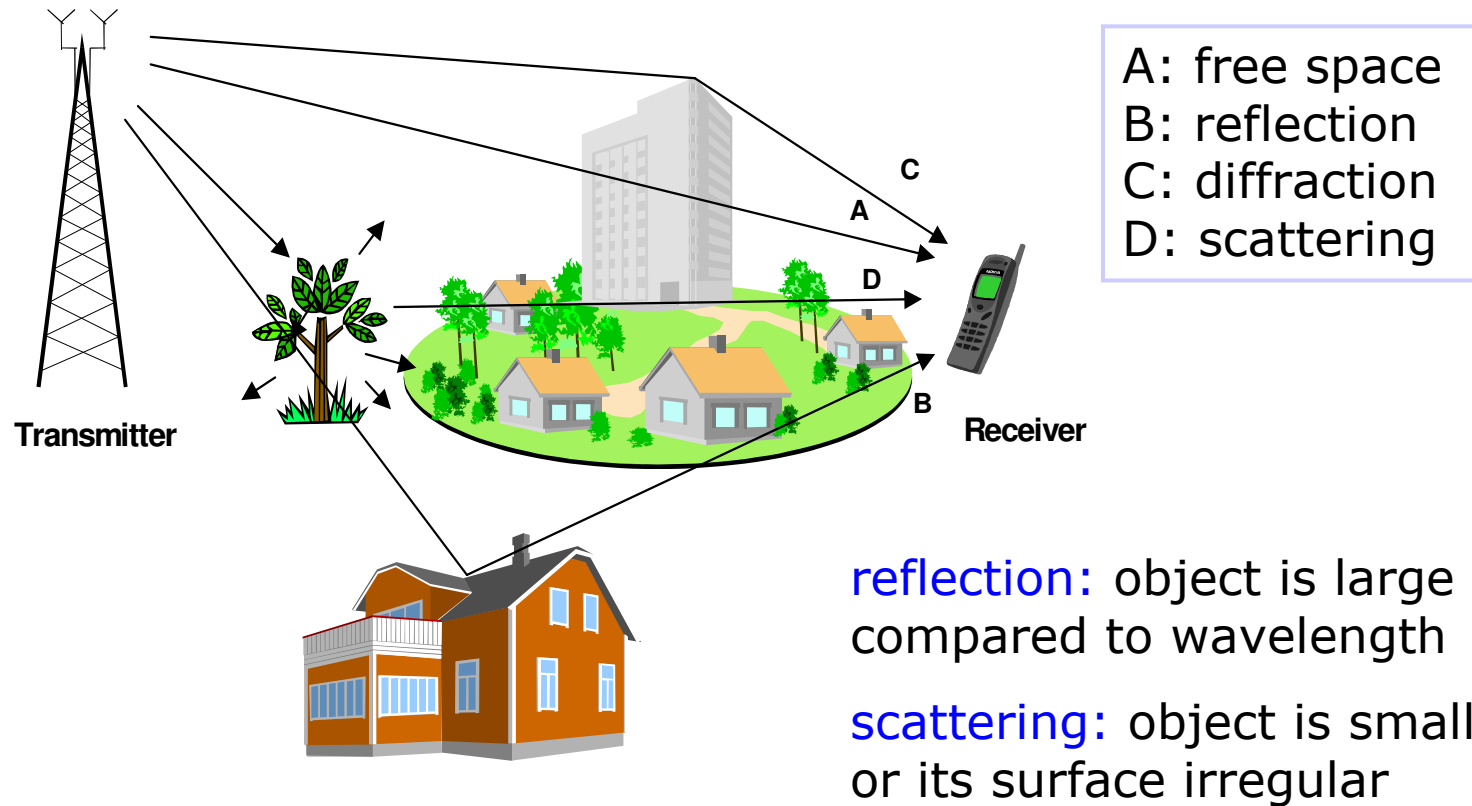 A: free space
B: reflection
C: diffraction
D: scattering
C
A
D
B
NOKIA
Transmitter
Receiver
reflection: object is large
compared to wavelength
scattering: object is small
or its surface irregular